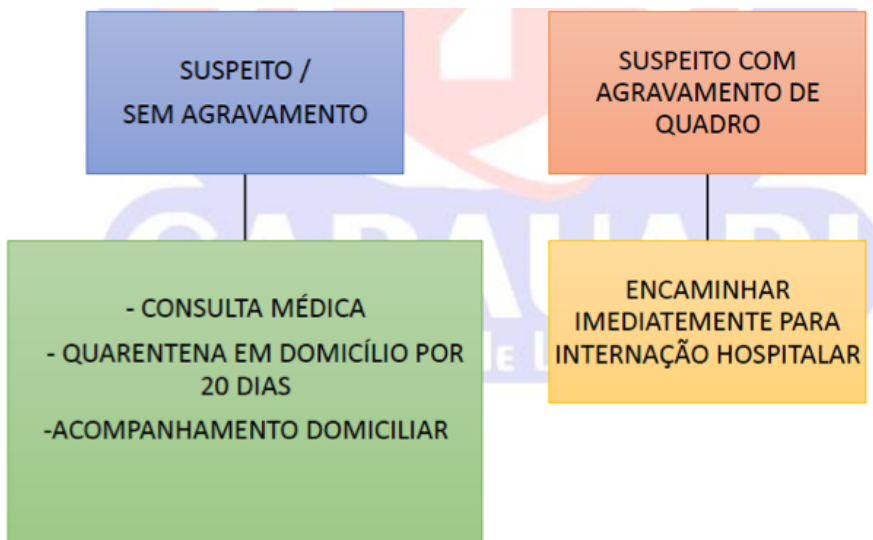 SUSPEITO /
SEM AGRAVAMENTO
SUSPEITO COM
AGRAVAMENTO DE
QUADRO
- CONSULTA MÉDICA
- QUARENTENA EM DOMICÍLIO POR
20 DIAS
-ACOMPANHAMENTO DOMICILIAR
ENCAMINHAR
IMEDIATEMENTE PARA
INTERNAÇÃO HOSPITALAR